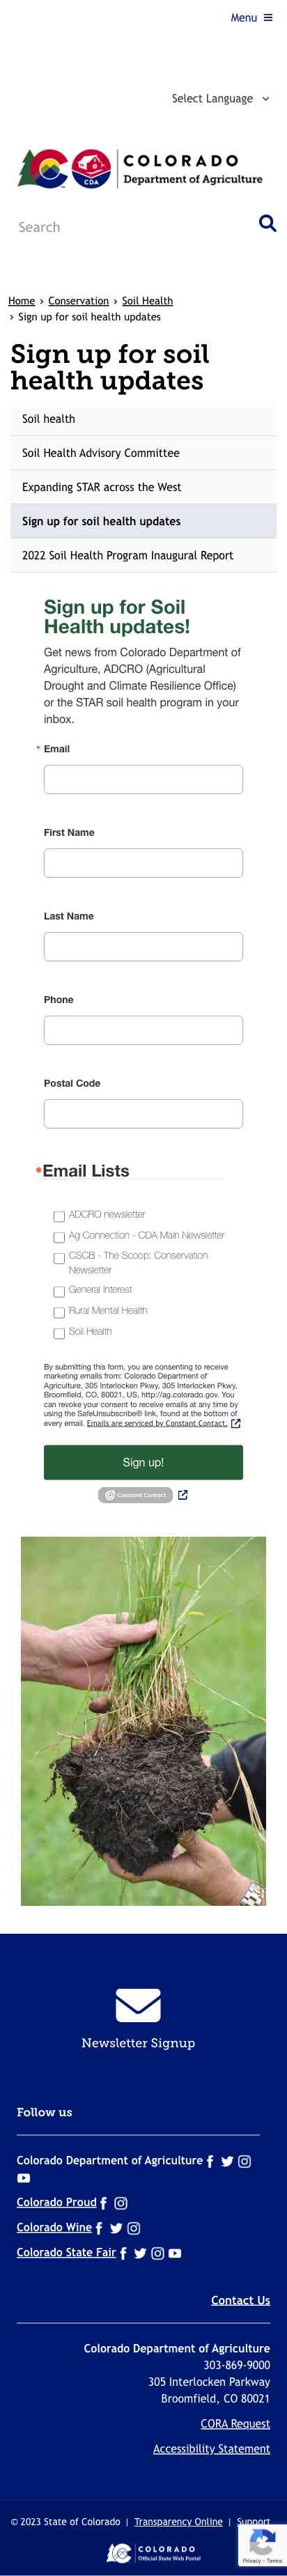 Menu
Select Language
COLORADO
CDA
Department of Agriculture
Search
Home › Conservation › Soil Health
› Sign up for soil health updates
Sign up for soil
health updates
Soil health
Soil Health Advisory Committee
Expanding STAR across the West
Sign up for soil health updates
2022 Soil Health Program Inaugural Report
Sign up for Soil
Health updates!
Get news from Colorado Department of
Agriculture, ADCRO (Agricultural
Drought and Climate Resilience Office)
or the STAR soil health program in your
inbox.
* Email
First Name
Last Name
Phone
Postal Code
*Email Lists
ADCRO newsletter
Ag Connection - CDA Main Newsletter
CSCB - The Scoop: Conservation
Newsletter
General Interest
Rural Mental Health
Soil Health
By submitting this form, you are consenting to receive
marketing emails from: Colorado Department of
Agriculture, 305 Interlocken Pkwy, 305 Interlocken Pkwy,
Broomfield, CO, 80021, US, http://ag.colorado.gov. You
can revoke your consent to receive emails at any time by
using the SafeUnsubscribe® link, found at the bottom of
every email. Emails are serviced by Constant Contact.
Sign up!
Constant Contact
Newsletter Signup
Follow us
Colorado Department of Agriculture
Colorado Proud
Colorado Wine
Colorado State Fair
Contact Us
Colorado Department of Agriculture
303-869-9000
305 Interlocken Parkway
Broomfield, CO 80021
CORA Request
Accessibility Statement
© 2023 State of Colorado | Transparency Online | Support
COLORADO
Official State Web Portal
Privacy - Terms